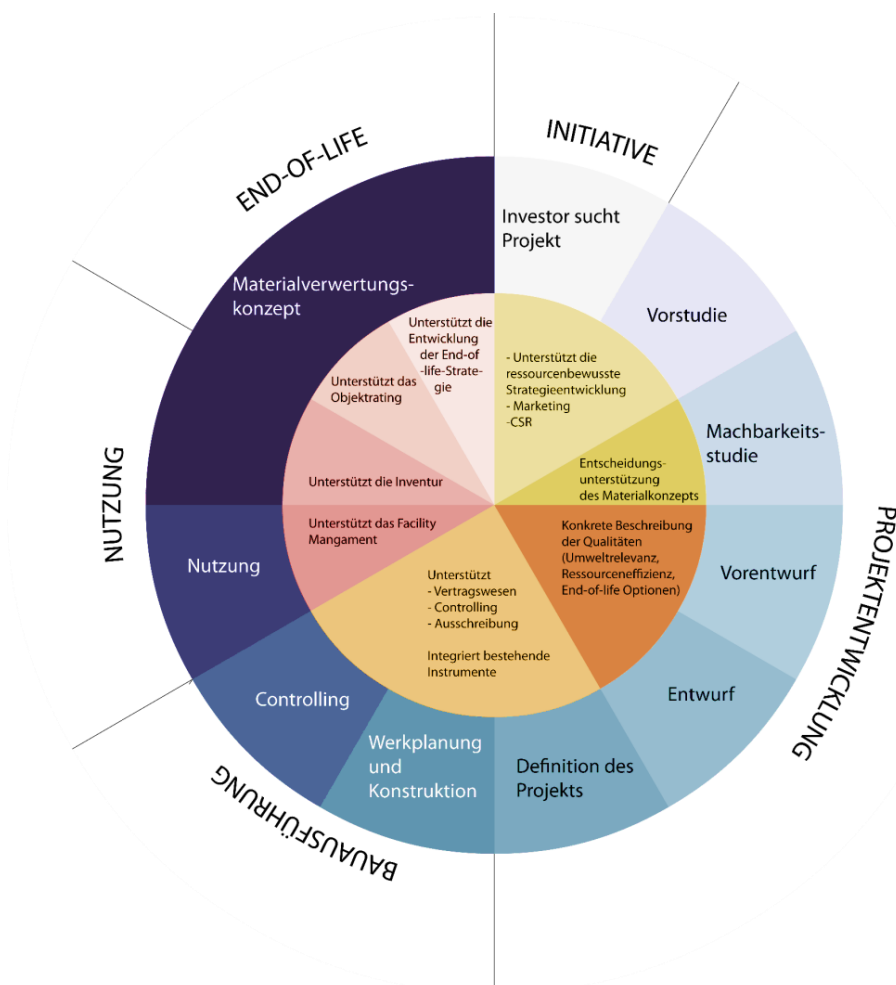 INITIATIVE
Investor sucht
Projekt
Vorstudie
Machbarkeits-
studie
PROJEKTENTWICKLUNG
Vorentwurf
Entwurf
Definition des
Projekts
BAUAUSFÜHRUNG
Werkplanung
und
Konstruktion
Controlling
NUTZUNG
Nutzung
END-OF-LIFE
Materialverwertungs-
konzept
- Unterstützt die
ressourcenbewusste
Strategieentwicklung
- Marketing
-CSR
Entscheidungs-
unterstützung
des Materialkonzepts
Konkrete Beschreibung
der Qualitäten
(Umweltrelevanz,
Ressourceneffizienz,
End-of-life Optionen)
Unterstützt
- Vertragswesen
- Controlling
- Ausschreibung
Integriert bestehende
Instrumente
Unterstützt das Facility
Mangament
Unterstützt die Inventur
Unterstützt das
Objektrating
Unterstützt die
Entwicklung
der End-of
-life-Strate-
gie